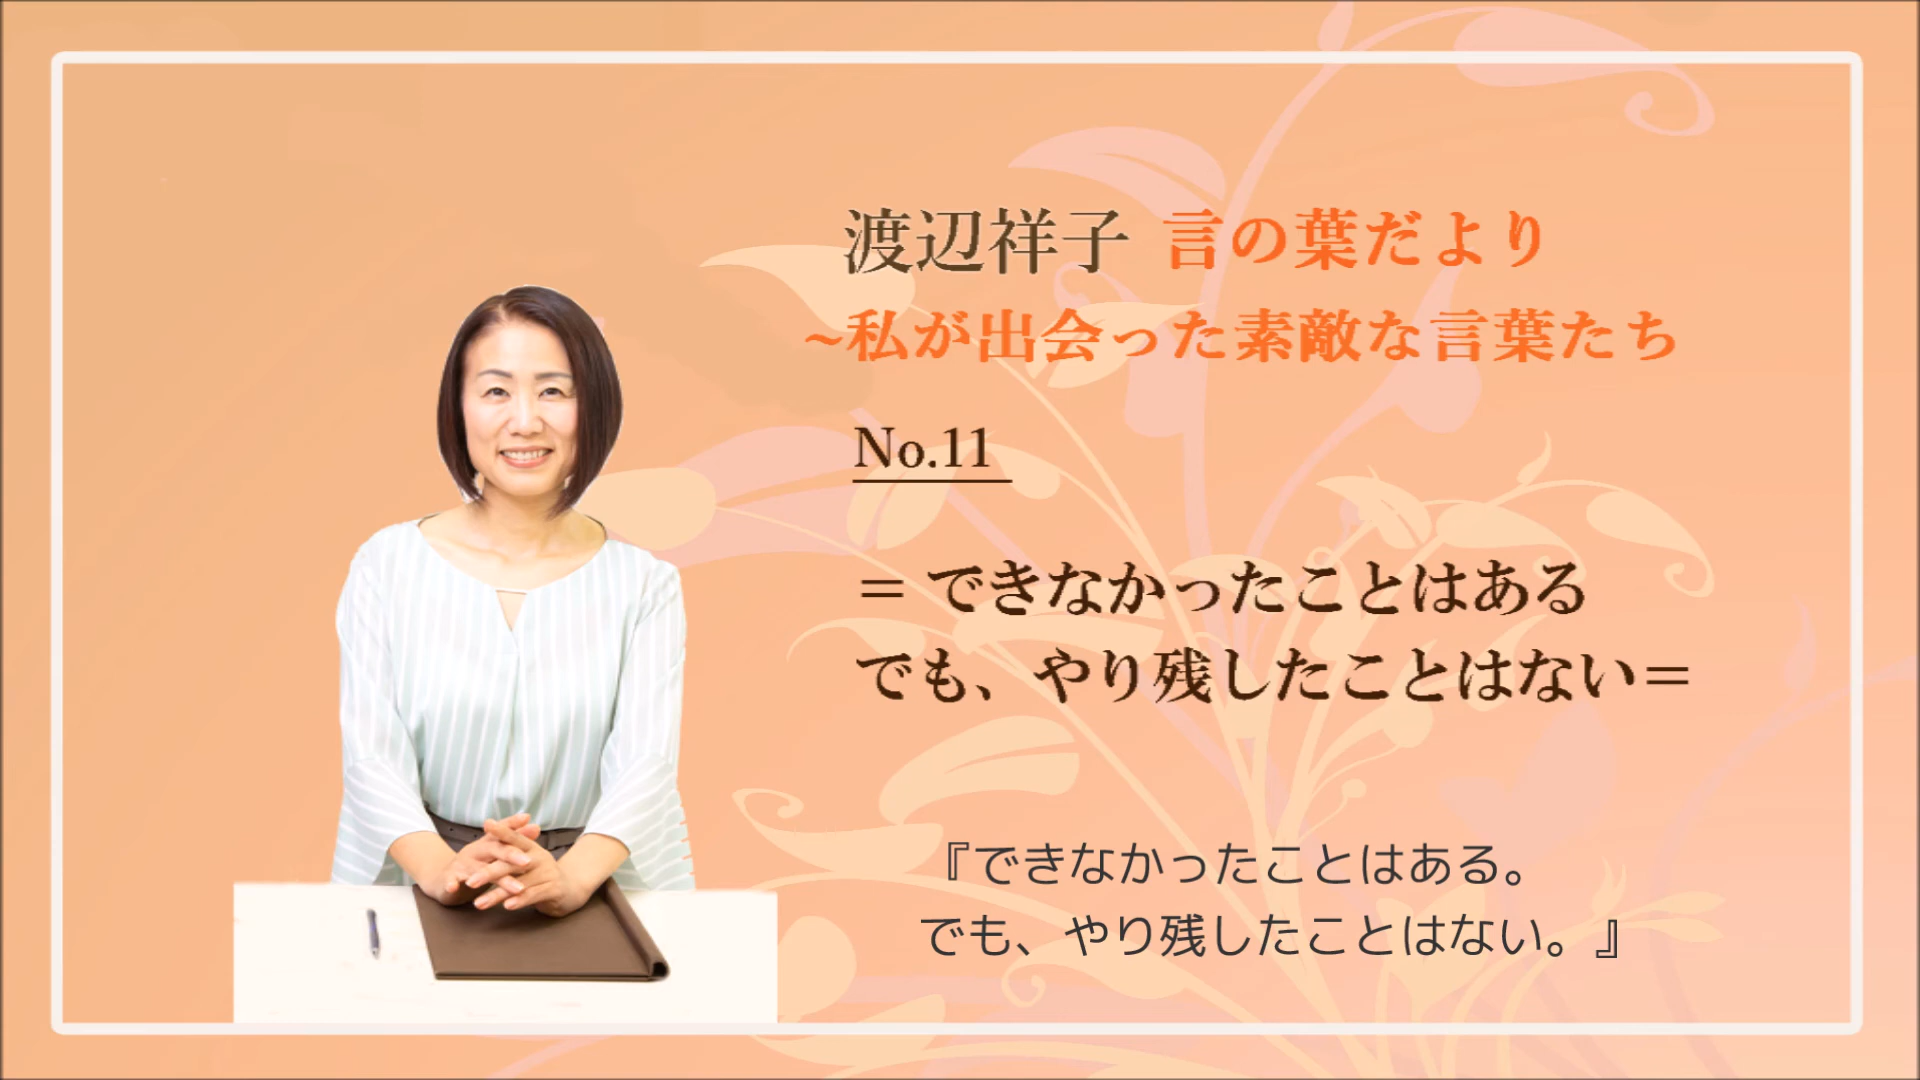 渡辺祥子 言の葉だより
~私が出会った素敵な言葉たち
No.11
＝ できなかったことはある
でも、やり残したことはない＝
『できなかったことはある。
でも、やり残したことはない。』